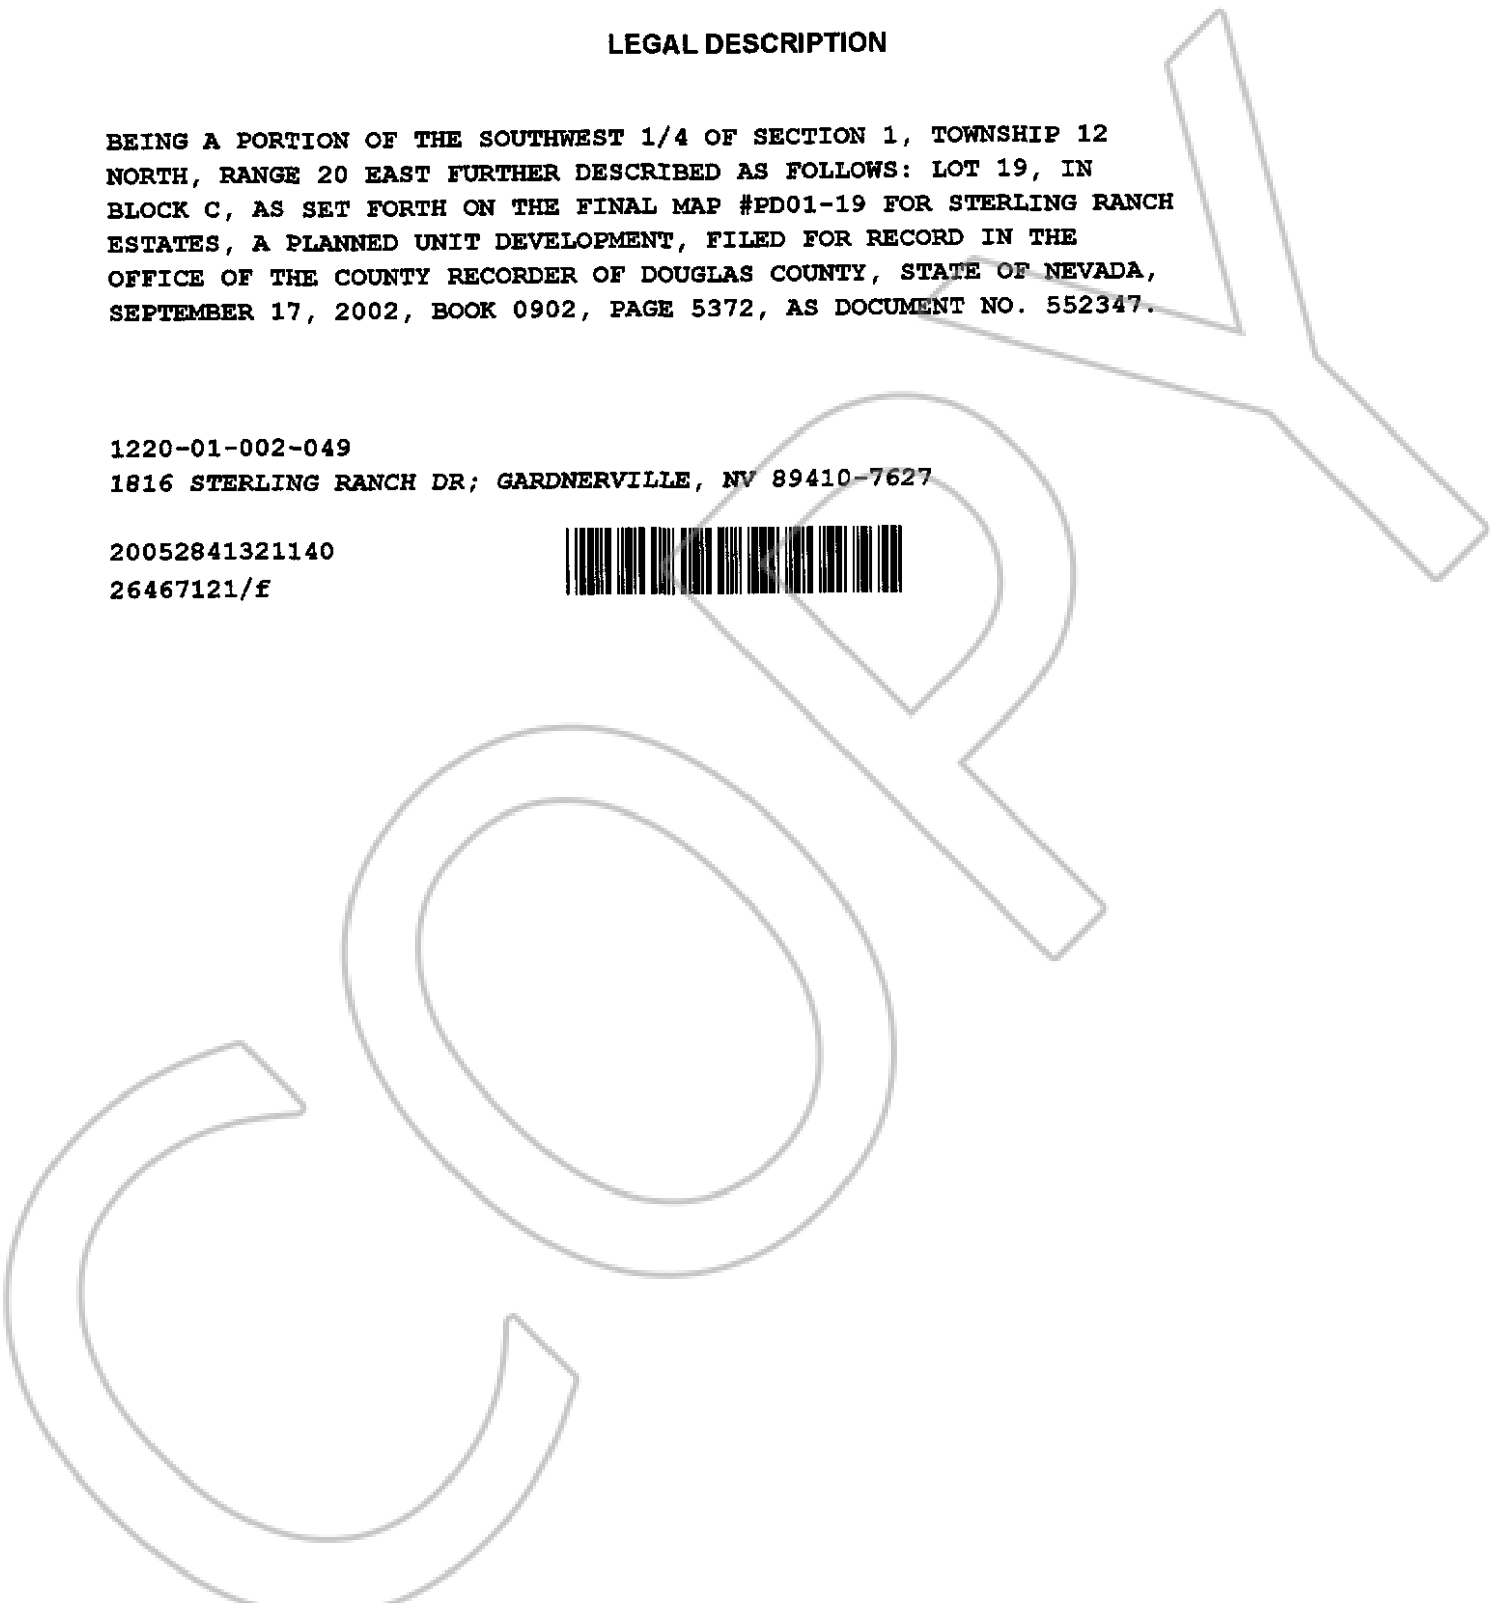 LEGAL DESCRIPTION
BEING A PORTION OF THE SOUTHWEST 1/4 OF SECTION 1, TOWNSHIP 12
NORTH, RANGE 20 EAST FURTHER DESCRIBED AS FOLLOWS: LOT 19, IN
BLOCK C, AS SET FORTH ON THE FINAL MAP #PD01-19 FOR STERLING RANCH
ESTATES, A PLANNED UNIT DEVELOPMENT, FILED FOR RECORD IN THE
OFFICE OF THE COUNTY RECORDER OF DOUGLAS COUNTY, STATE OF NEVADA,
SEPTEMBER 17, 2002, BOOK 0902, PAGE 5372, AS DOCUMENT NO. 552347.
1220-01-002-049
1816 STERLING RANCH DR; GARDNERVILLE, NV 89410-7627
20052841321140
26467121/f
COPY